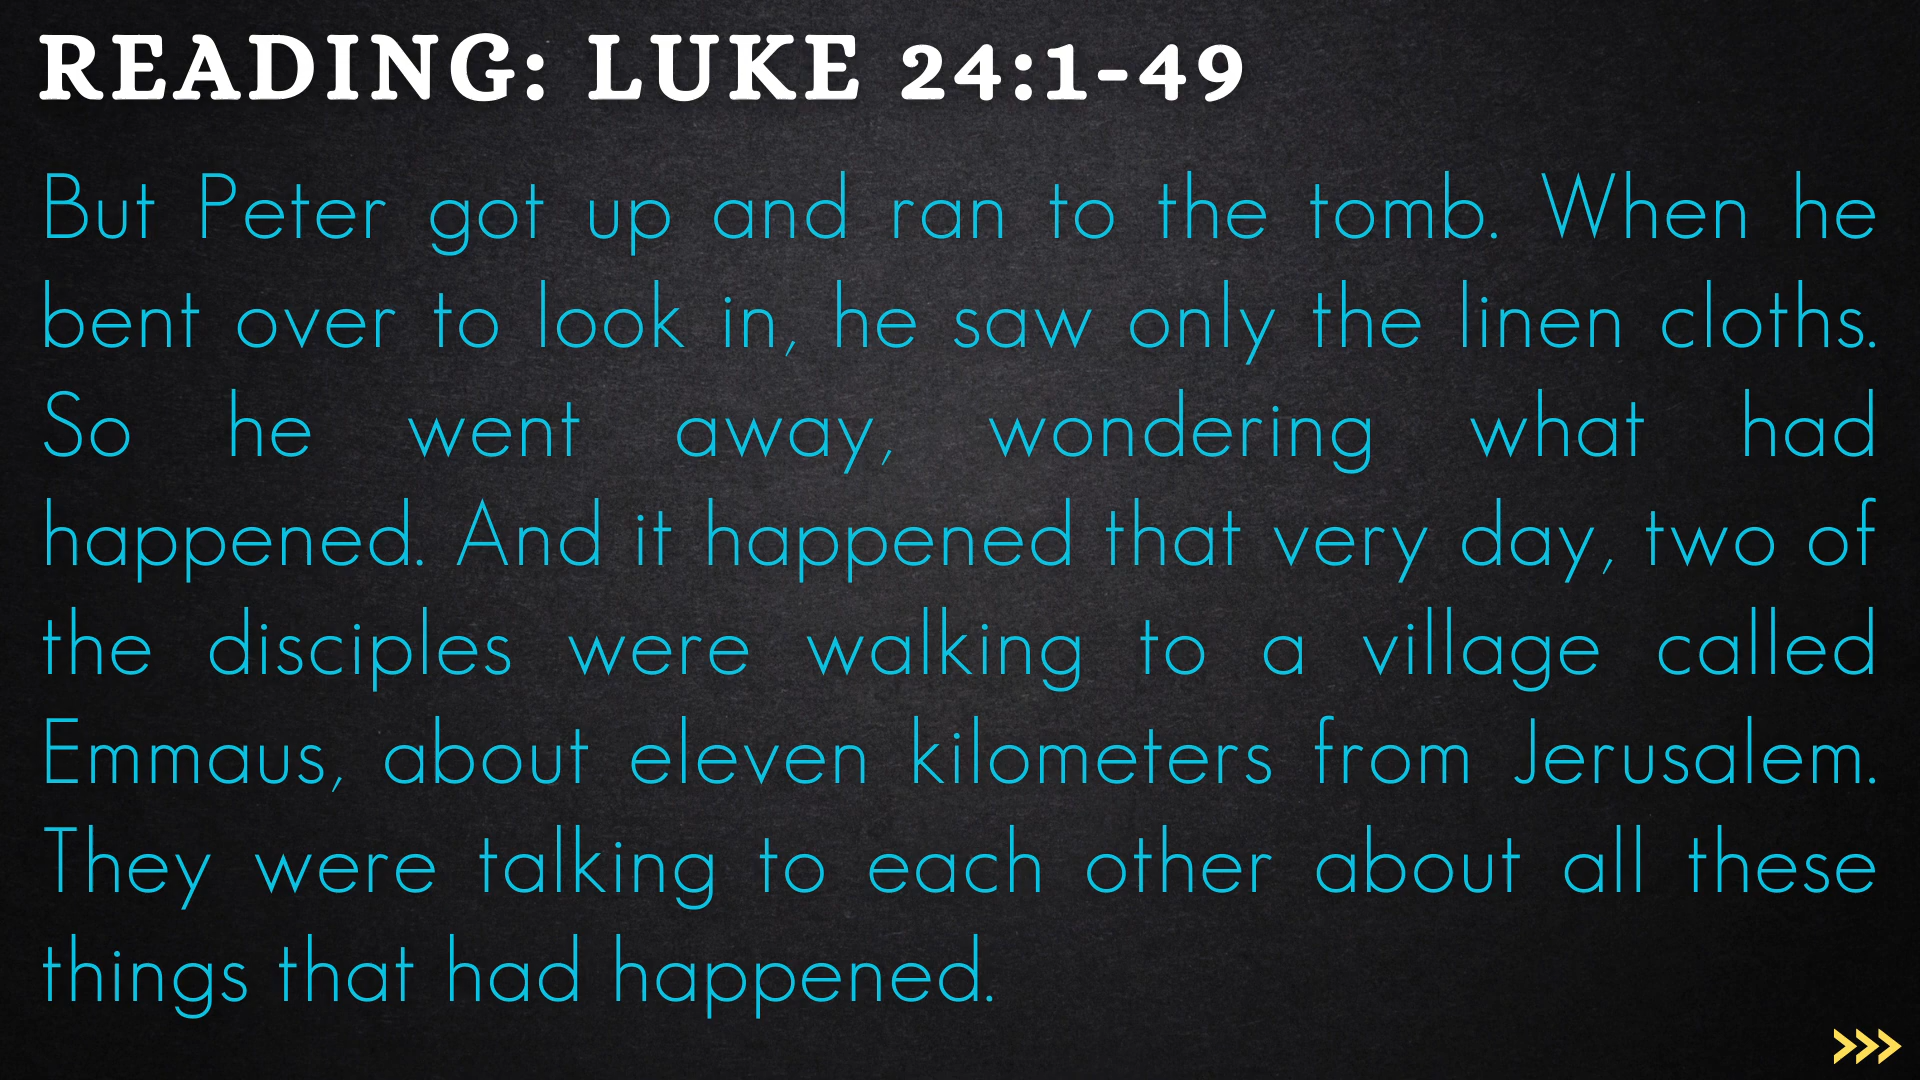 READING: LUKE 24:1-49
But Peter got up and ran to the tomb. When he
bent over to look in, he saw only the linen cloths.
So he went away, wondering what had
happened. And it happened that very day, two of
the disciples were walking to a village called
Emmaus, about eleven kilometers from Jerusalem.
They were talking to each other about all these
things that had happened.